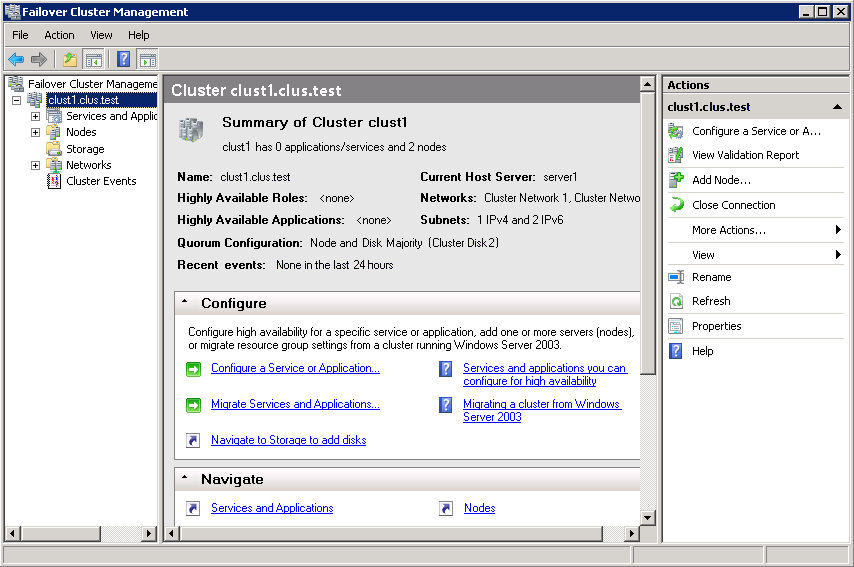 Failover Cluster Management
File Action View Help
Failover Cluster Manageme
clust1.clus.test
Services and Applic
Nodes
Storage
Networks
Cluster Events
Cluster clust1.clus.test
Summary of Cluster clust1
clust1 has 0 applications/services and 2 nodes
Name: clust1.clus.test
Current Host Server: server1
Highly Available Roles: <none>
Networks: Cluster Network 1, Cluster Netwo
Highly Available Applications: <none>
Subnets: 1 IPv4 and 2 IPv6
Quorum Configuration: Node and Disk Majority (Cluster Disk 2)
Recent events: None in the last 24 hours
Configure
Configure high availability for a specific service or application, add one or more servers (nodes),
or migrate resource group settings from a cluster running Windows Server 2003.
Configure a Service or Application...
Services and applications you can
configure for high availability
Migrate Services and Applications...
Migrating a cluster from Windows
Server 2003
Navigate to Storage to add disks
Navigate
Services and Applications
Nodes
Actions
clust1.clus.test
Configure a Service or A...
View Validation Report
Add Node...
Close Connection
More Actions...
View
Rename
Refresh
Properties
Help